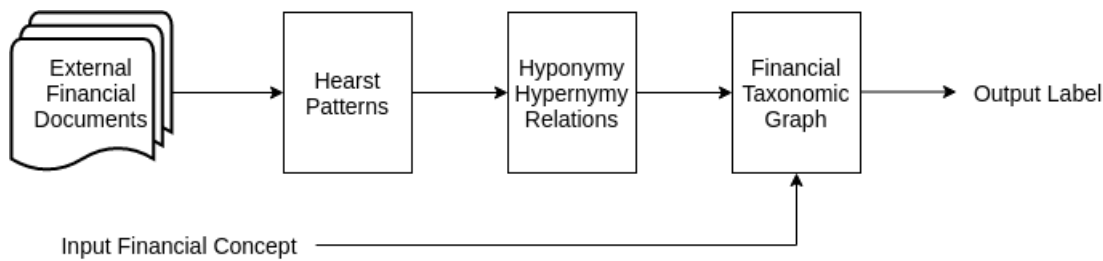 External
Financial
Documents
Hearst
Patterns
Hyponymy
Hypernymy
Relations
Financial
Taxonomic
Graph
Output Label
Input Financial Concept